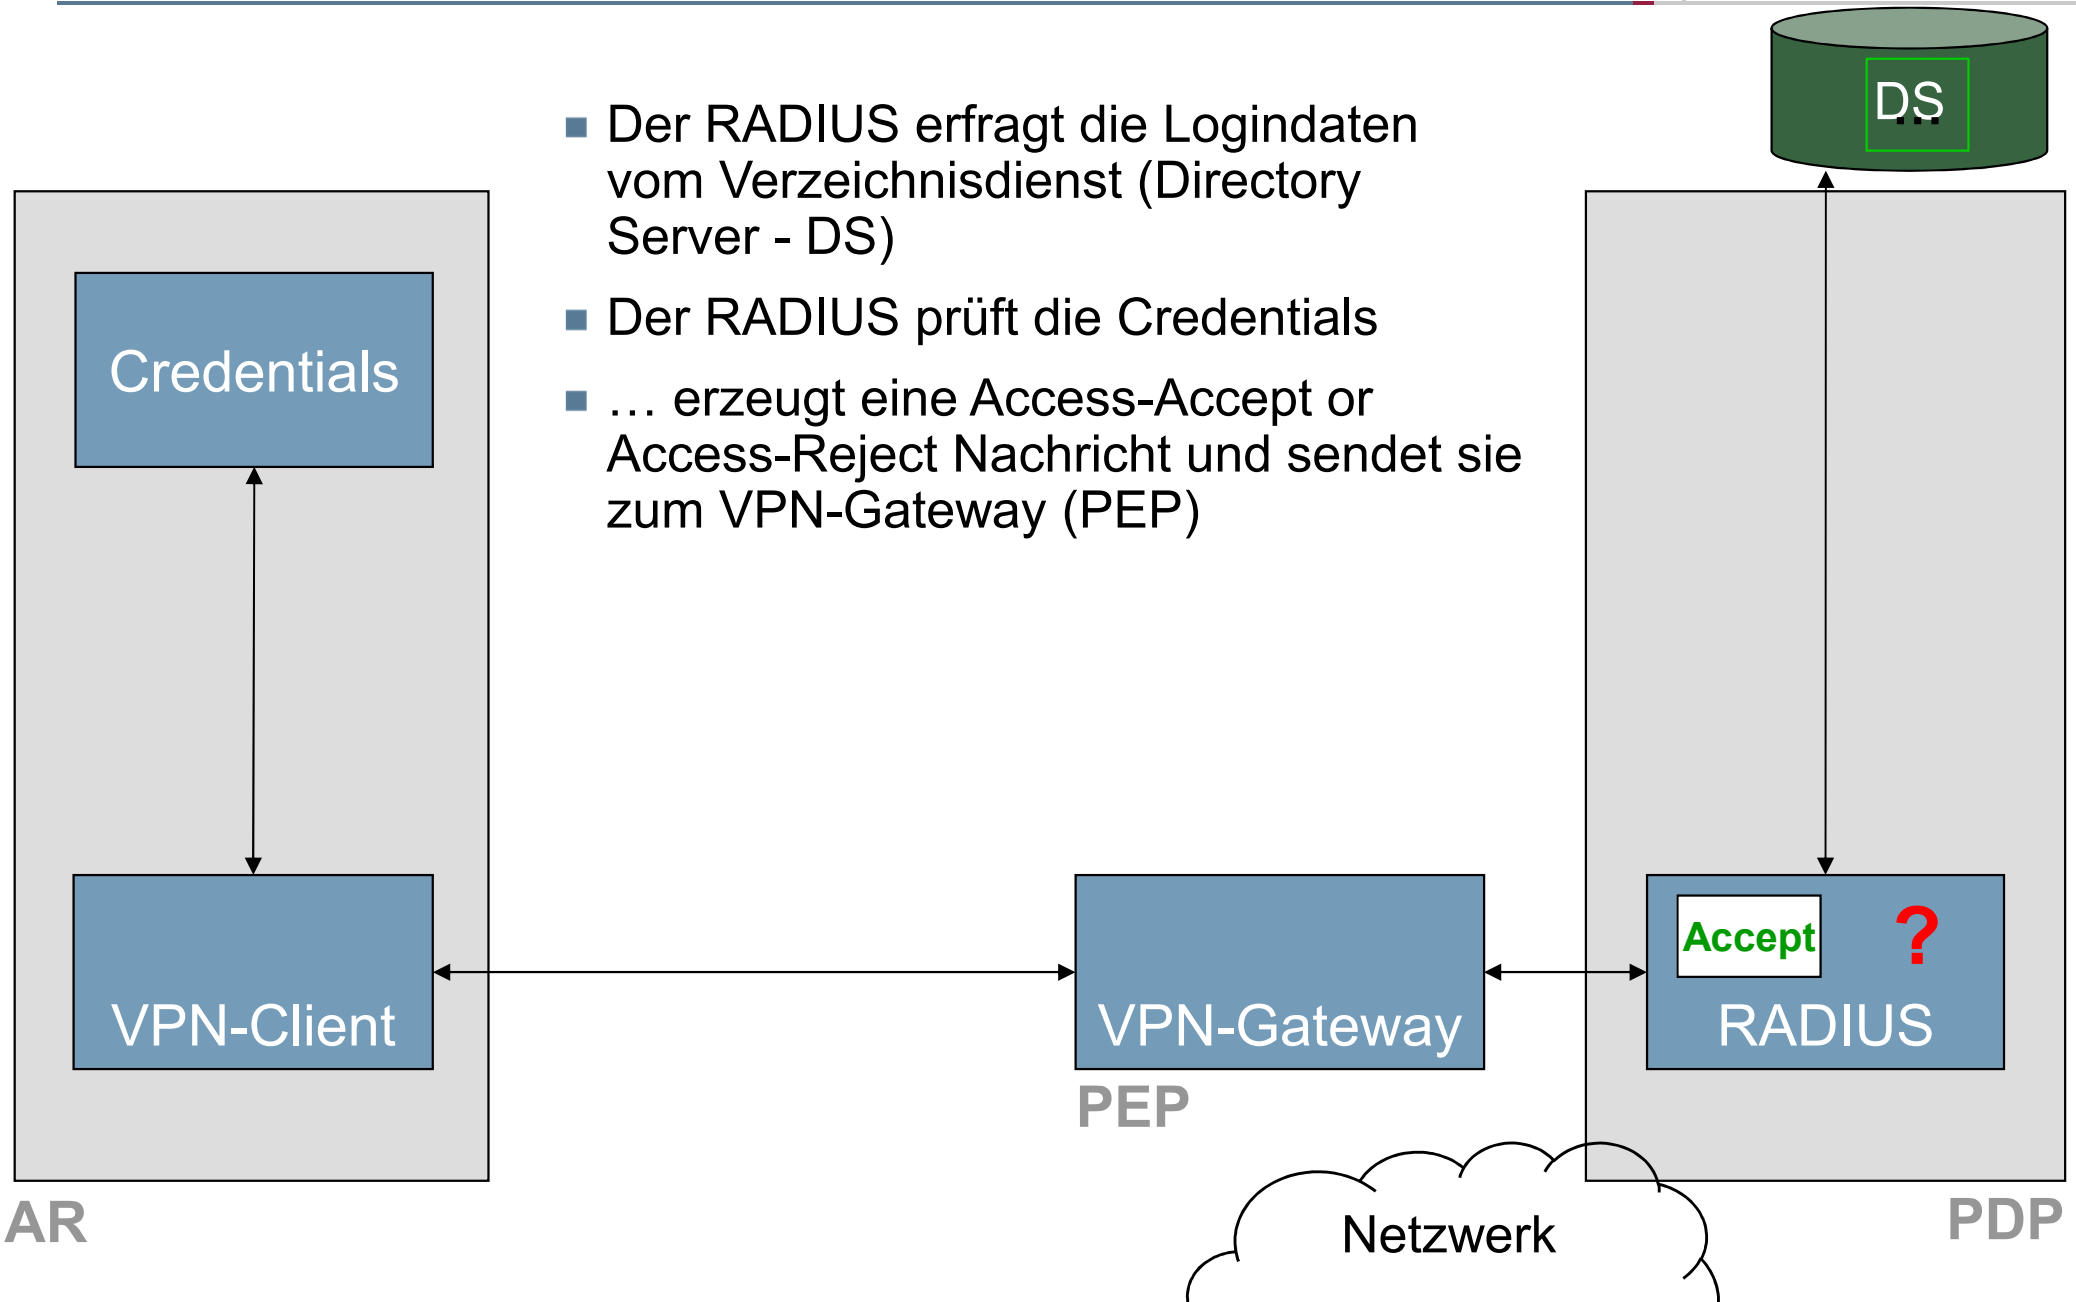 DS
...
■ Der RADIUS erfragt die Logindaten
vom Verzeichnisdienst (Directory
Server - DS)
■ Der RADIUS prüft die Credentials
■ … erzeugt eine Access-Accept or
Access-Reject Nachricht und sendet sie
zum VPN-Gateway (PEP)
Credentials
VPN-Client
VPN-Gateway
Accept
?
RADIUS
PEP
AR
PDP
Netzwerk